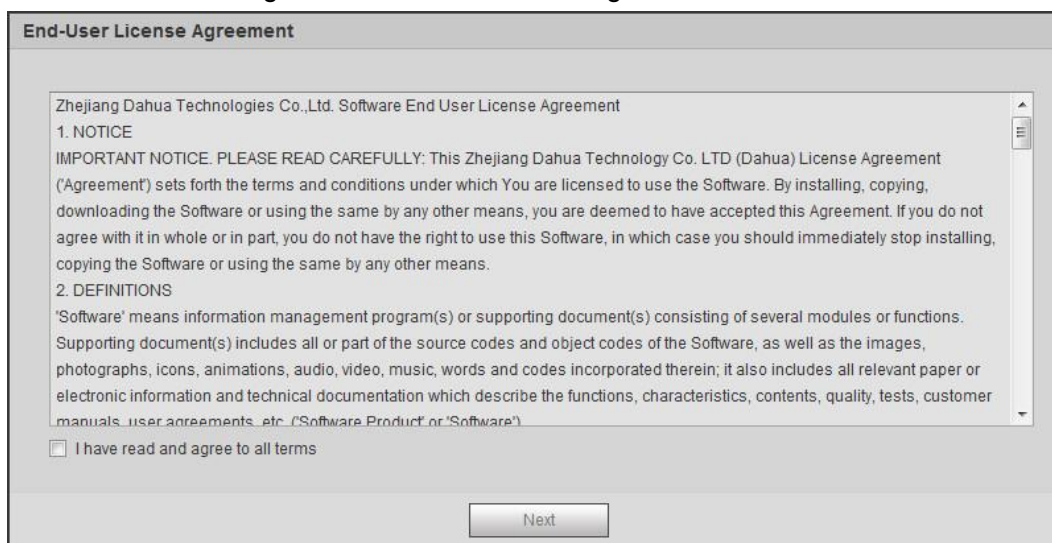 End-User License Agreement
Zhejiang Dahua Technologies Co.,Ltd. Software End User License Agreement
1. NOTICE
IMPORTANT NOTICE. PLEASE READ CAREFULLY: This Zhejiang Dahua Technology Co. LTD (Dahua) License Agreement
('Agreement') sets forth the terms and conditions under which You are licensed to use the Software. By installing, copying,
downloading the Software or using the same by any other means, you are deemed to have accepted this Agreement. If you do not
agree with it in whole or in part, you do not have the right to use this Software, in which case you should immediately stop installing,
copying the Software or using the same by any other means.
2. DEFINITIONS
'Software' means information management program(s) or supporting document(s) consisting of several modules or functions.
Supporting document(s) includes all or part of the source codes and object codes of the Software, as well as the images,
photographs, icons, animations, audio, video, music, words and codes incorporated therein; it also includes all relevant paper or
electronic information and technical documentation which describe the functions, characteristics, contents, quality, tests, customer
manuals, user agreements, etc. ('Software Product' or 'Software')
I have read and agree to all terms
Next